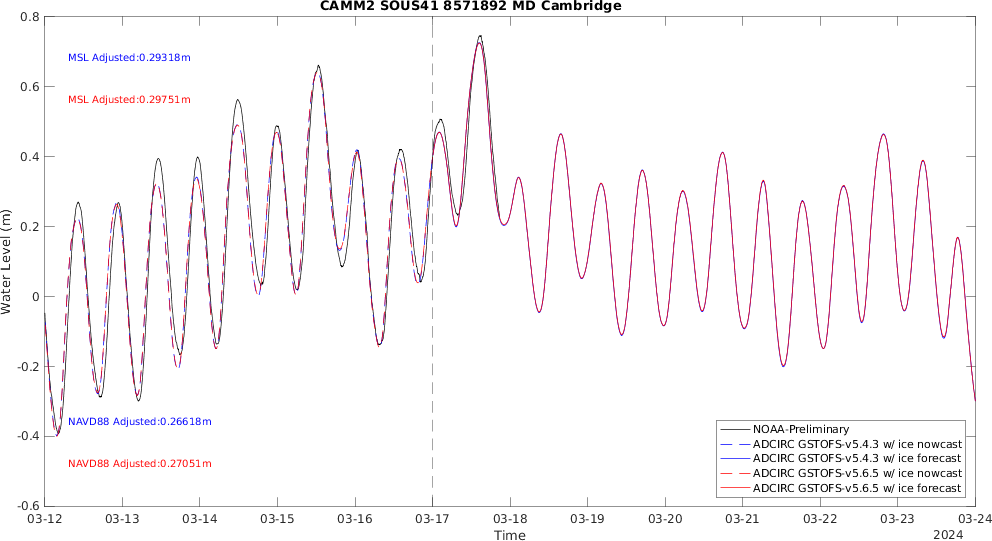 CAMM2 SOUS41 8571892 MD Cambridge
0.8
0.6
0.4
0.2
0
-0.2
-0.4
-0.6
Water Level (m)
MSL Adjusted:0.29318m
MSL Adjusted:0.29751m
NAVD88 Adjusted:0.26618m
NAVD88 Adjusted:0.27051m
NOAA-Preliminary
ADCIRC GSTOFS-v5.4.3 w/ ice nowcast
ADCIRC GSTOFS-v5.4.3 w/ ice forecast
ADCIRC GSTOFS-v5.6.5 w/ ice nowcast
ADCIRC GSTOFS-v5.6.5 w/ ice forecast
03-12 03-13 03-14 03-15 03-16 03-17 03-18 03-19 03-20 03-21 03-22 03-23 03-24
Time
2024